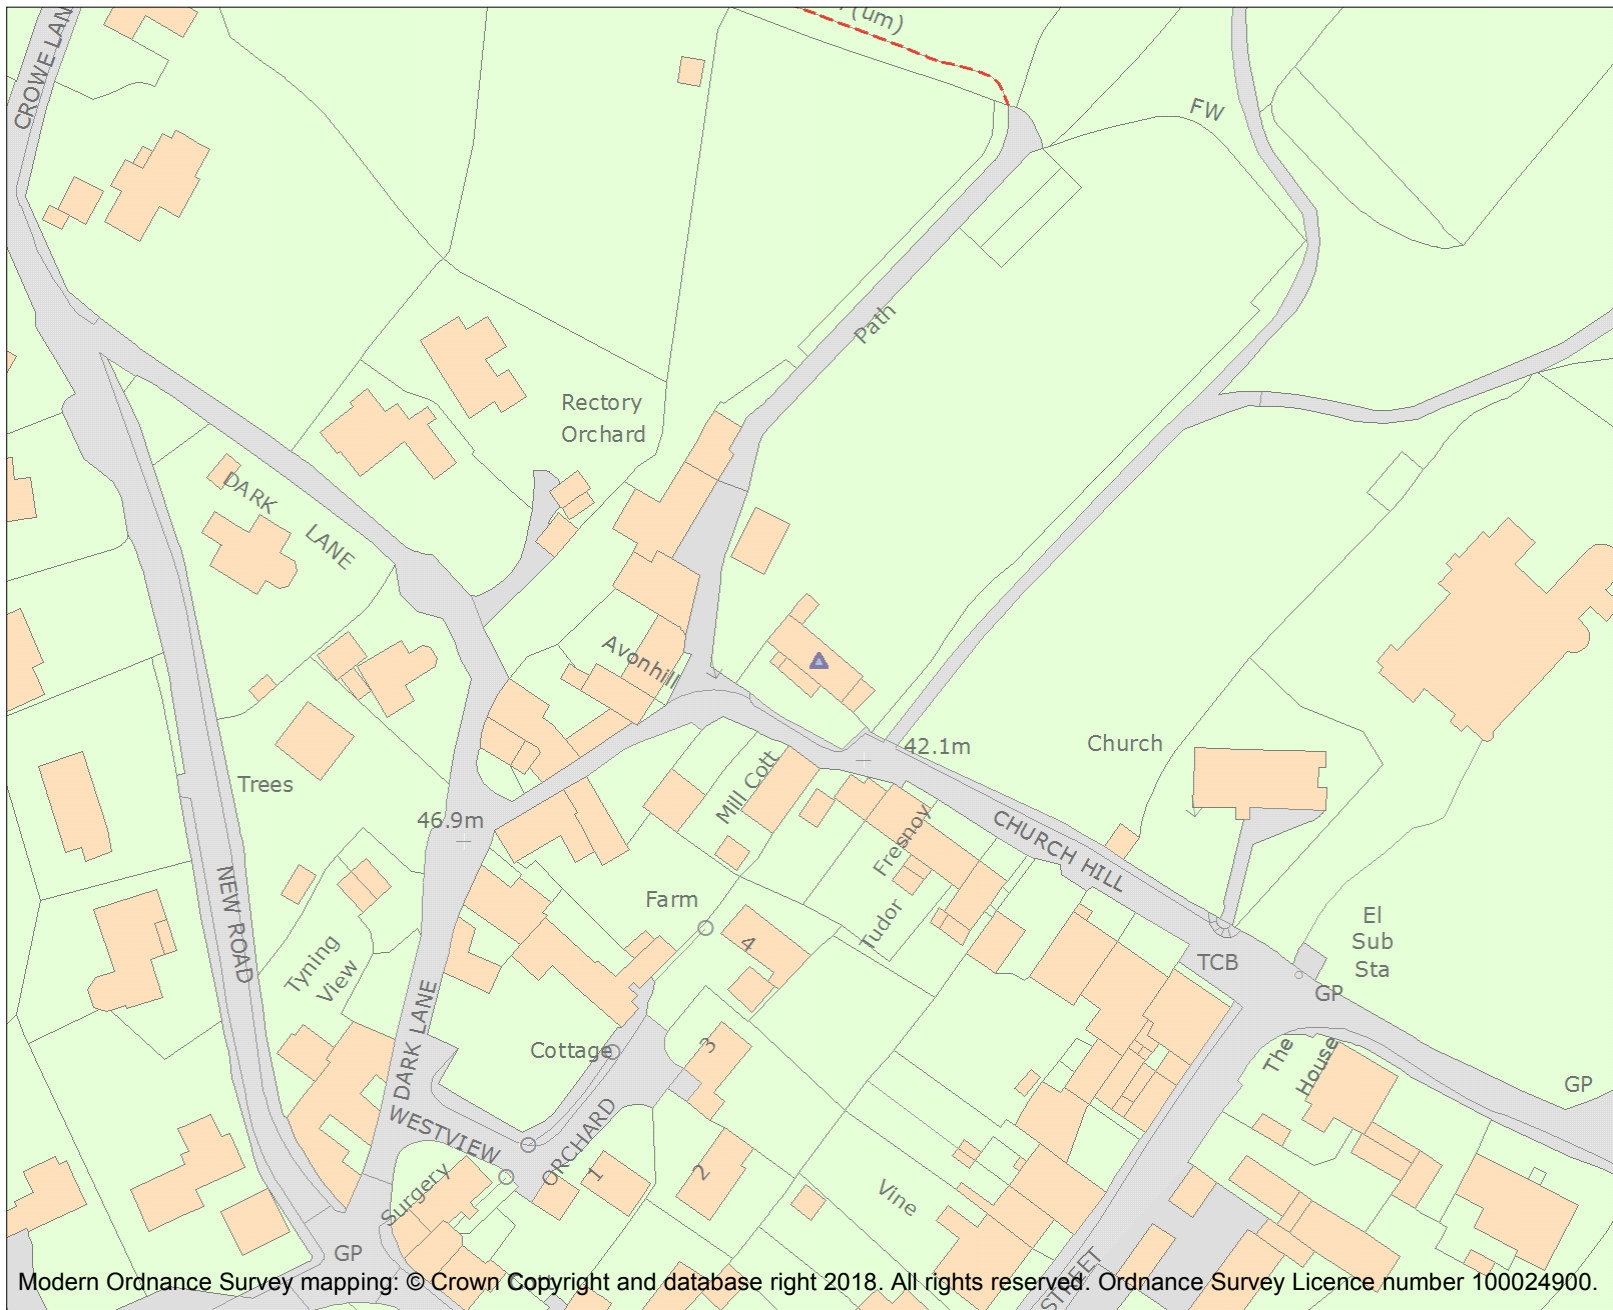 (um)
CROWE LAN
FW
Path
Rectory
Orchard
DARK
LANE
Avonhill
Church
42.1m
Mill Cott
Trees
46.9m
CHURCH HILL
Fresnoy
NEW ROAD
Farm
4
Tudor
El
Sub
Sta
TCB
GP
Tyning
View
Cottage
3
The
House
DARK LANE
GP
WESTVIEW
ORCHARD
1
2
Surgery
Vine
GP
STREET
Modern Ordnance Survey mapping: © Crown Copyright and database right 2018. All rights reserved. Ordnance Survey Licence number 100024900.